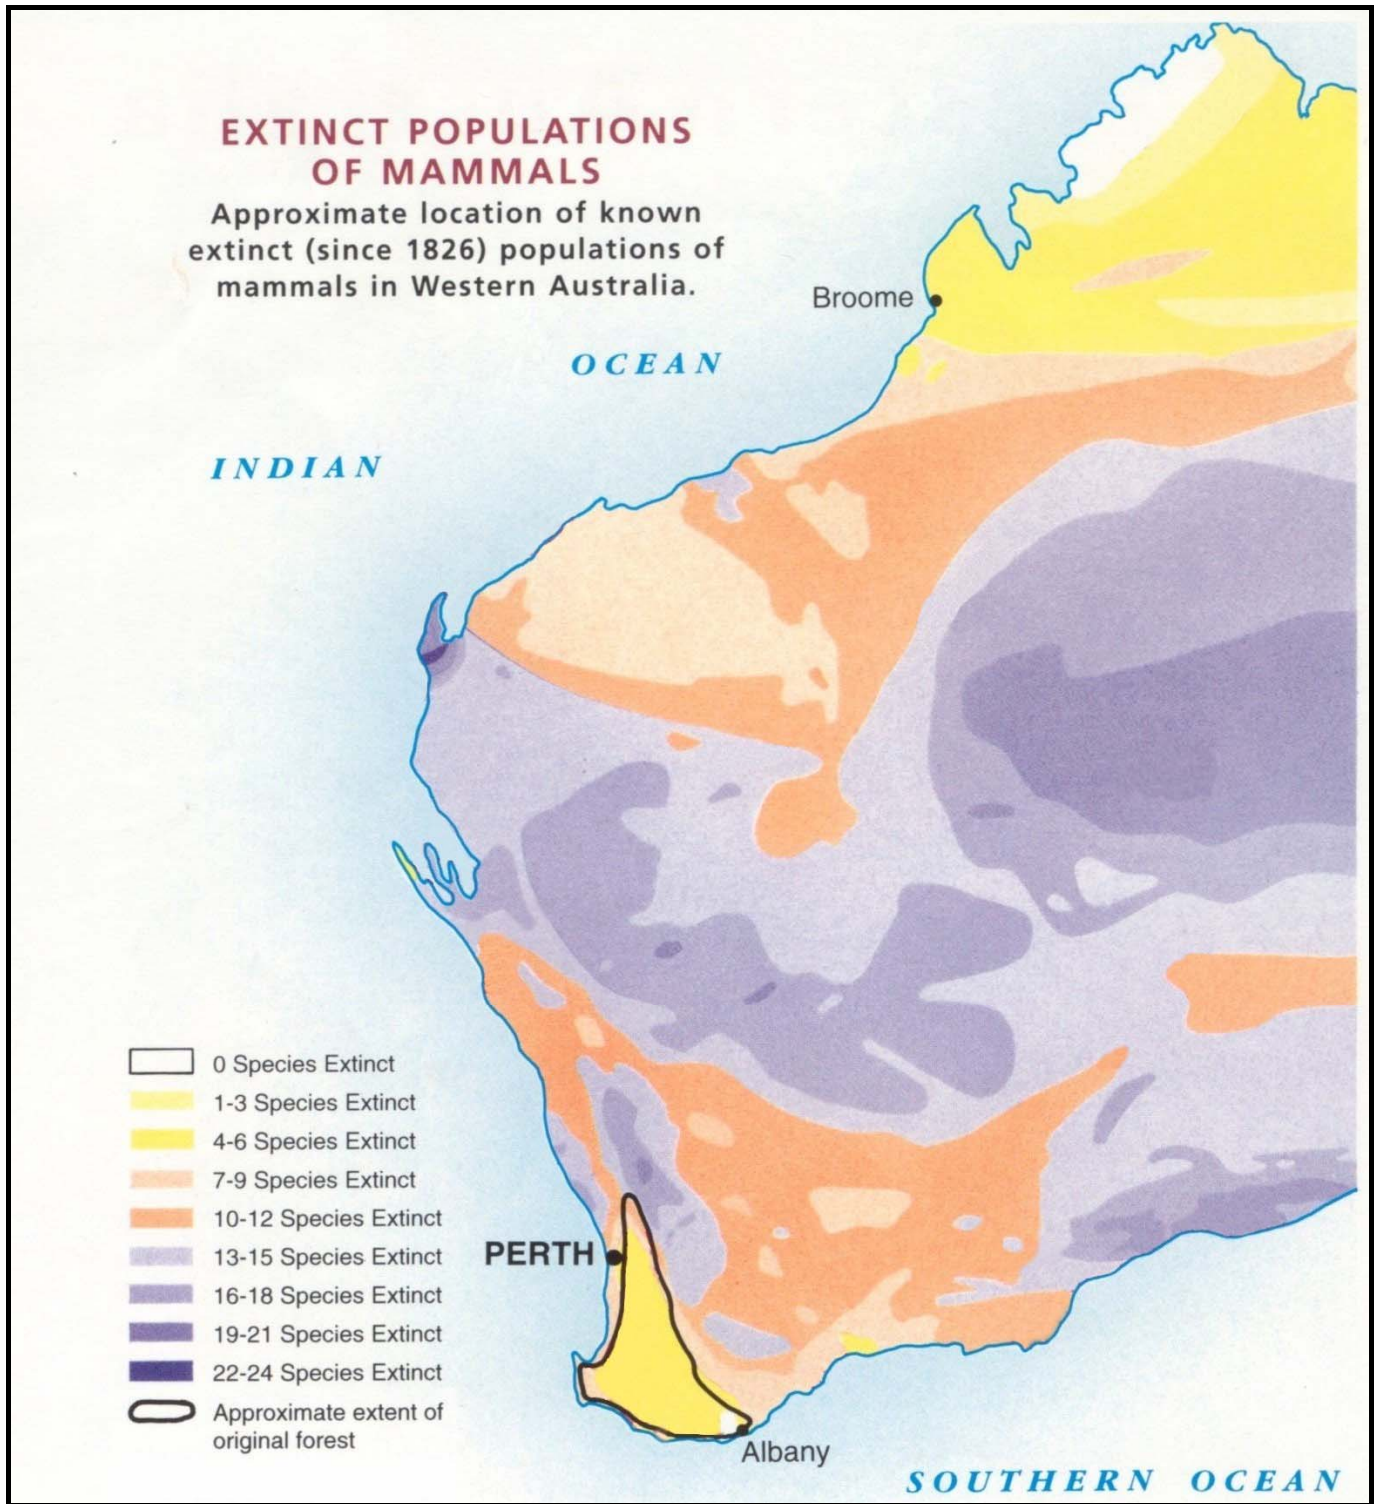 EXTINCT POPULATIONS
OF MAMMALS
Approximate location of known
extinct (since 1826) populations of
mammals in Western Australia.
Broome
OCEAN
INDIAN
0 Species Extinct
1-3 Species Extinct
4-6 Species Extinct
7-9 Species Extinct
10-12 Species Extinct
13-15 Species Extinct
16-18 Species Extinct
19-21 Species Extinct
22-24 Species Extinct
Approximate extent of
original forest
PERTH
Albany
SOUTHERN OCEAN